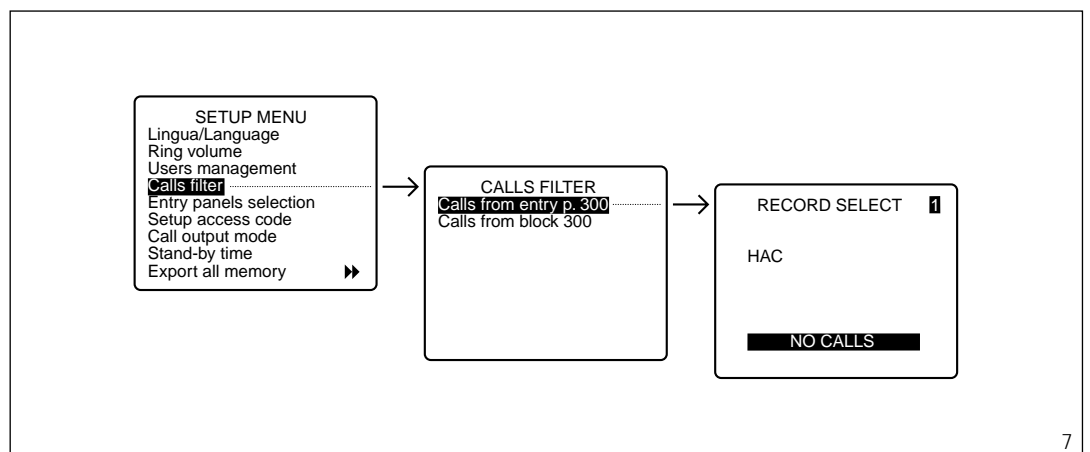 SETUP MENU
Lingua/Language
Ring volume
Users management
Calls filter
Entry panels selection
Setup access code
Call output mode
Stand-by time
Export all memory
CALLS FILTER
Calls from entry p. 300
Calls from block 300
RECORD SELECT 1
HAC
NO CALLS
7